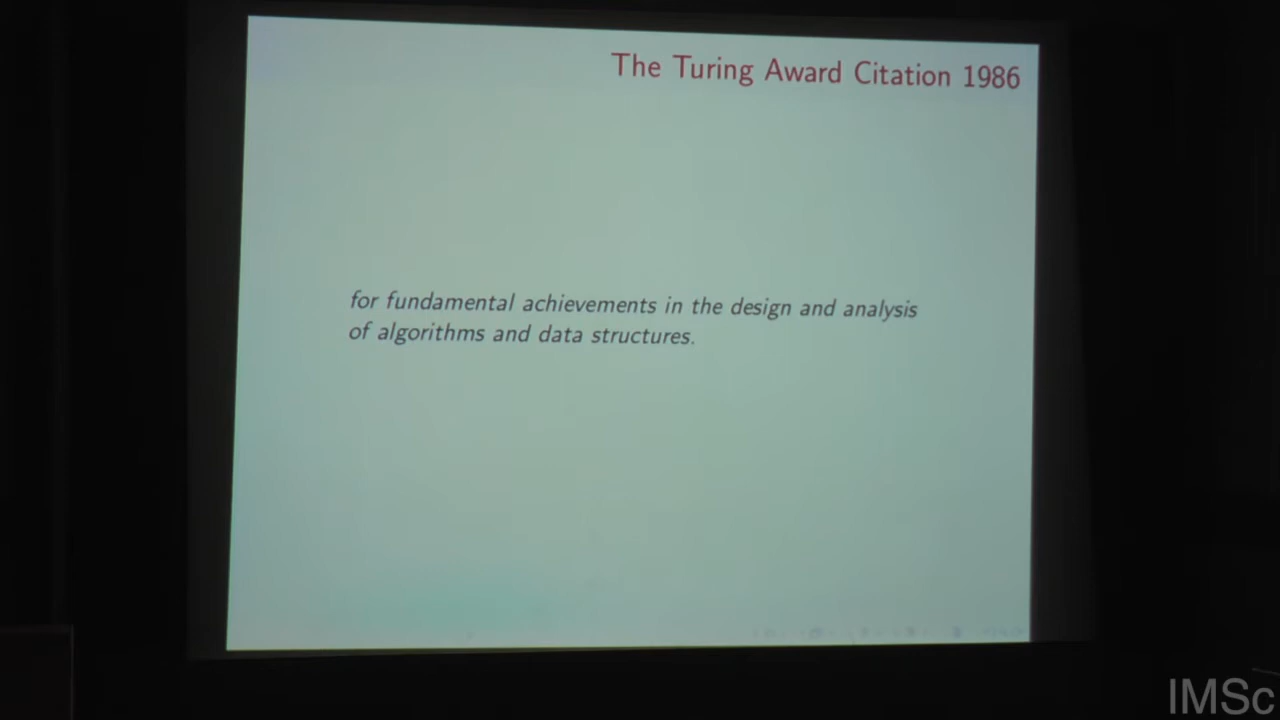 The Turing Award Citation 1986
for fundamental achievements in the design and analysis
of algorithms and data structures.
IMSc